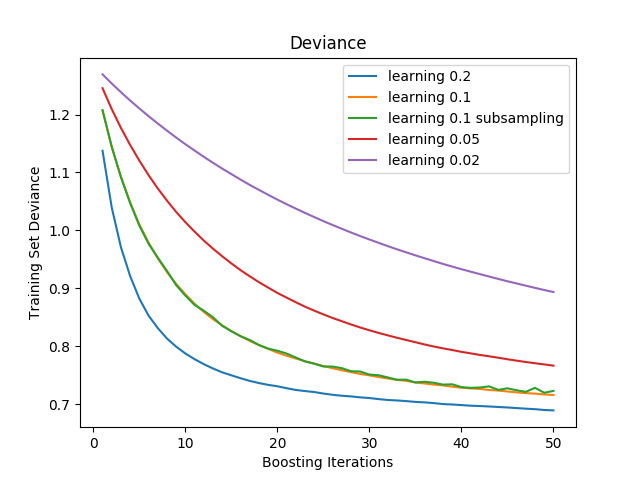 Deviance
learning 0.2
learning 0.1
learning 0.1 subsampling
learning 0.05
learning 0.02
Training Set Deviance
1.2
1.1
1.0
0.9
0.8
0.7
0 10 20 30 40 50
Boosting Iterations